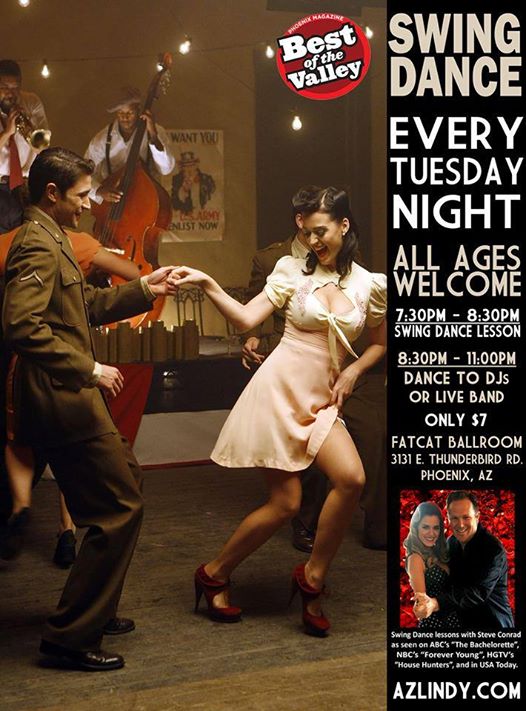 PHOENIX MAGAZINE
Best
of the
Valley
I WANT YOU
U.S. ARMY
ENLIST NOW
SWING
DANCE
EVERY
TUESDAY
NIGHT
ALL AGES
WELCOME
7:30PM - 8:30PM
SWING DANCE LESSON
8:30PM - 11:00PM
DANCE TO DJs
OR LIVE BAND
ONLY $7
FATCAT BALLROOM
3131 E. THUNDERBIRD RD.
PHOENIX, AZ
Swing Dance lessons with Steve Conrad
as seen on ABC's "The Bachelorette",
NBC's "Forever Young", HGTV's
"House Hunters", and in USA Today.
AZLINDY.COM